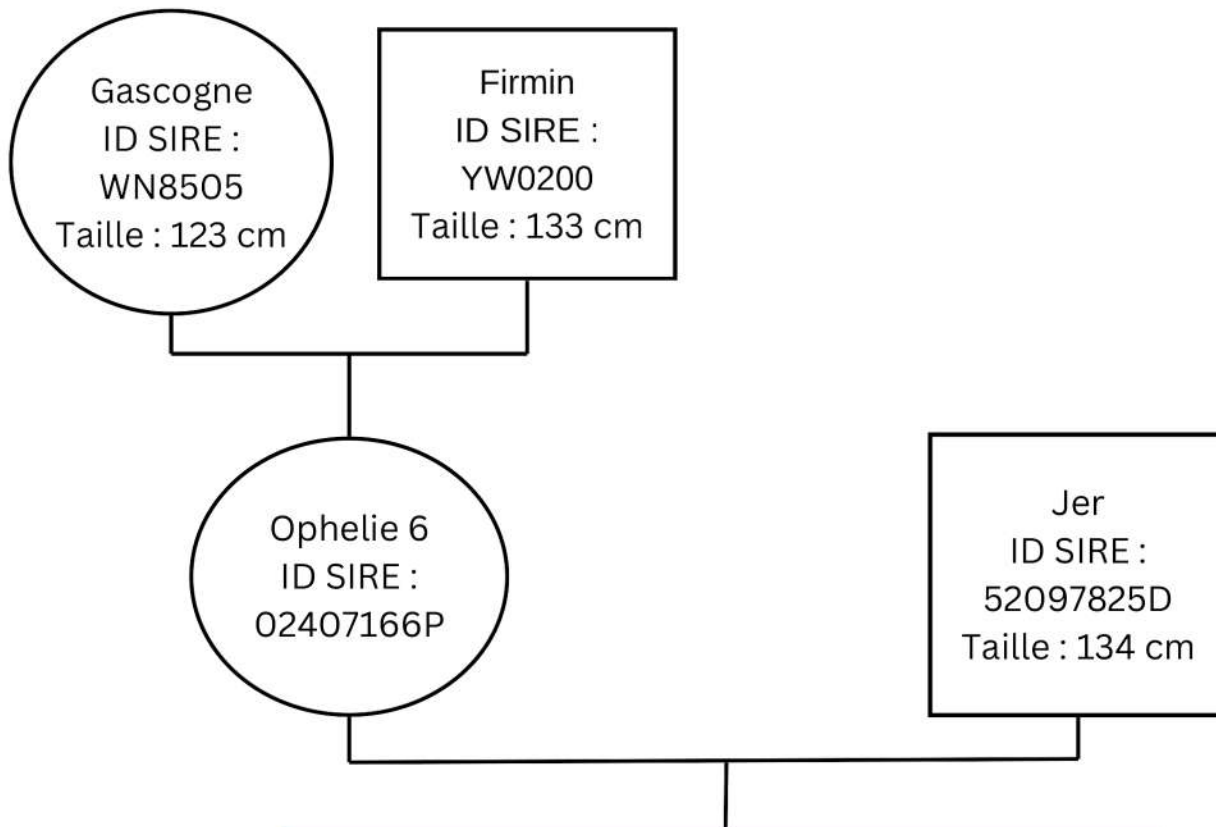 Gascogne
ID SIRE :
WN8505
Taille : 123 cm
Firmin
ID SIRE :
YW0200
Taille : 133 cm
Ophelie 6
ID SIRE :
02407166P
Jer
ID SIRE :
52097825D
Taille : 134 cm